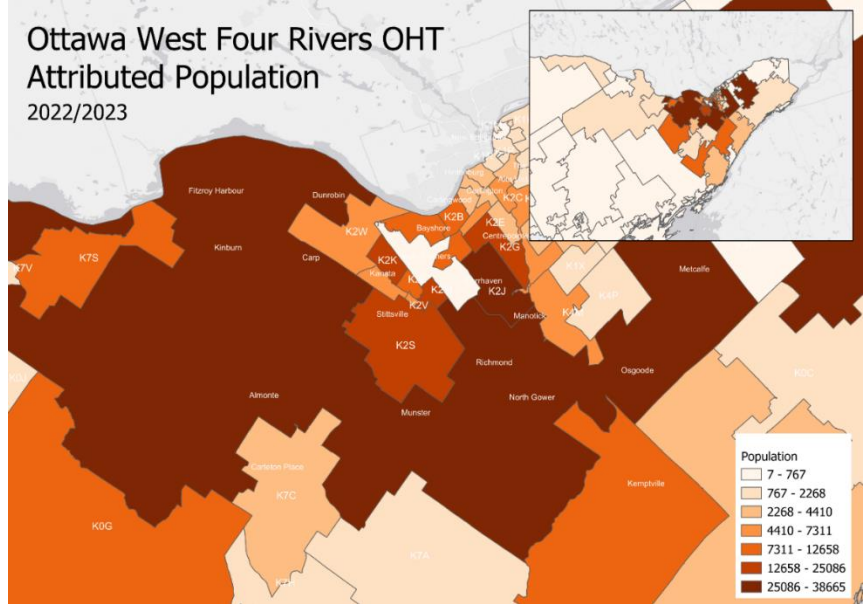 Ottawa West Four Rivers OHT
Attributed Population
2022/2023
Fitzroy Harbour
Dunrobin
Kinburn
Carp
K2W
K7V
K7S
K2K
Kanata
K2V
Stittsville
K2S
K2B
Bayshore
K2C
K2E
K2G
K2J
Manotick
K4P
Metcalfe
Richmond
Osgoode
North Gower
Munster
Almonte
Carleton Place
K7C
K7A
K0G
Kemptville
K0C
Population
7 - 767
767 - 2268
2268 - 4410
4410 - 7311
7311 - 12658
12658 - 25086
25086 - 38665